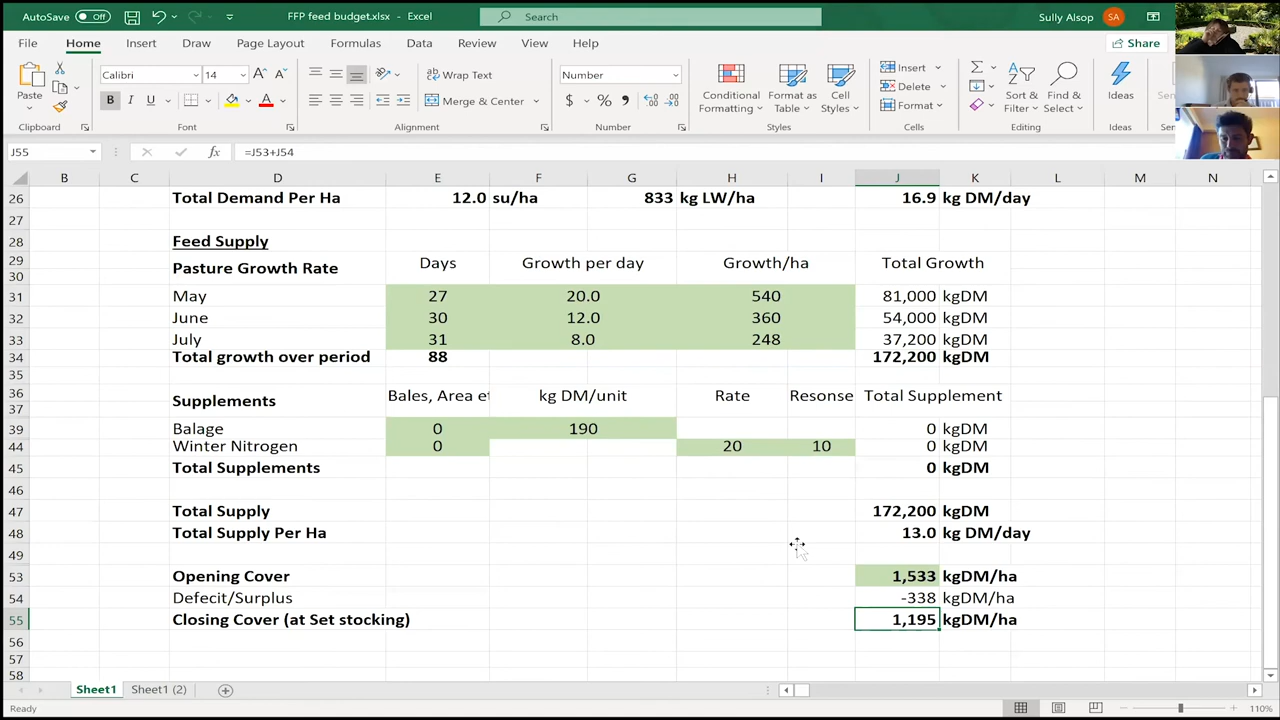 AutoSave Off FFP feed budget.xlsx - Excel Search Sully Alsop SA
File Home Insert Draw Page Layout Formulas Data Review View Help Share
Paste Calibri 14 A A Wrap Text Number Conditional Formatting Format as Table Cell Styles Insert Delete Format Sort & Filter Find & Select Ideas
B I U A Merge & Center $ % ,
Clipboard Font Alignment Number Styles Cells Editing Ideas
J55 fx =J53+J54
B C D E F G H I J K L M N
26 Total Demand Per Ha 12.0 su/ha 833 kg LW/ha 16.9 kg DM/day
27
28 Feed Supply
29 Days Growth per day Growth/ha Total Growth
30 Pasture Growth Rate
31 May 27 20.0 540 81,000 kgDM
32 June 30 12.0 360 54,000 kgDM
33 July 31 8.0 248 37,200 kgDM
34 Total growth over period 88 172,200 kgDM
35
36 Bales, Area et kg DM/unit Rate Resonse Total Supplement
37 Supplements
39 Balage 0 190 0 kgDM
44 Winter Nitrogen 0 20 10 0 kgDM
45 Total Supplements 0 kgDM
46
47 Total Supply 172,200 kgDM
48 Total Supply Per Ha 13.0 kg DM/day
49
53 Opening Cover 1,533 kgDM/ha
54 Defecit/Surplus -338 kgDM/ha
55 Closing Cover (at Set stocking) 1,195 kgDM/ha
56
57
58
Sheet1 Sheet1 (2)
Ready 110%